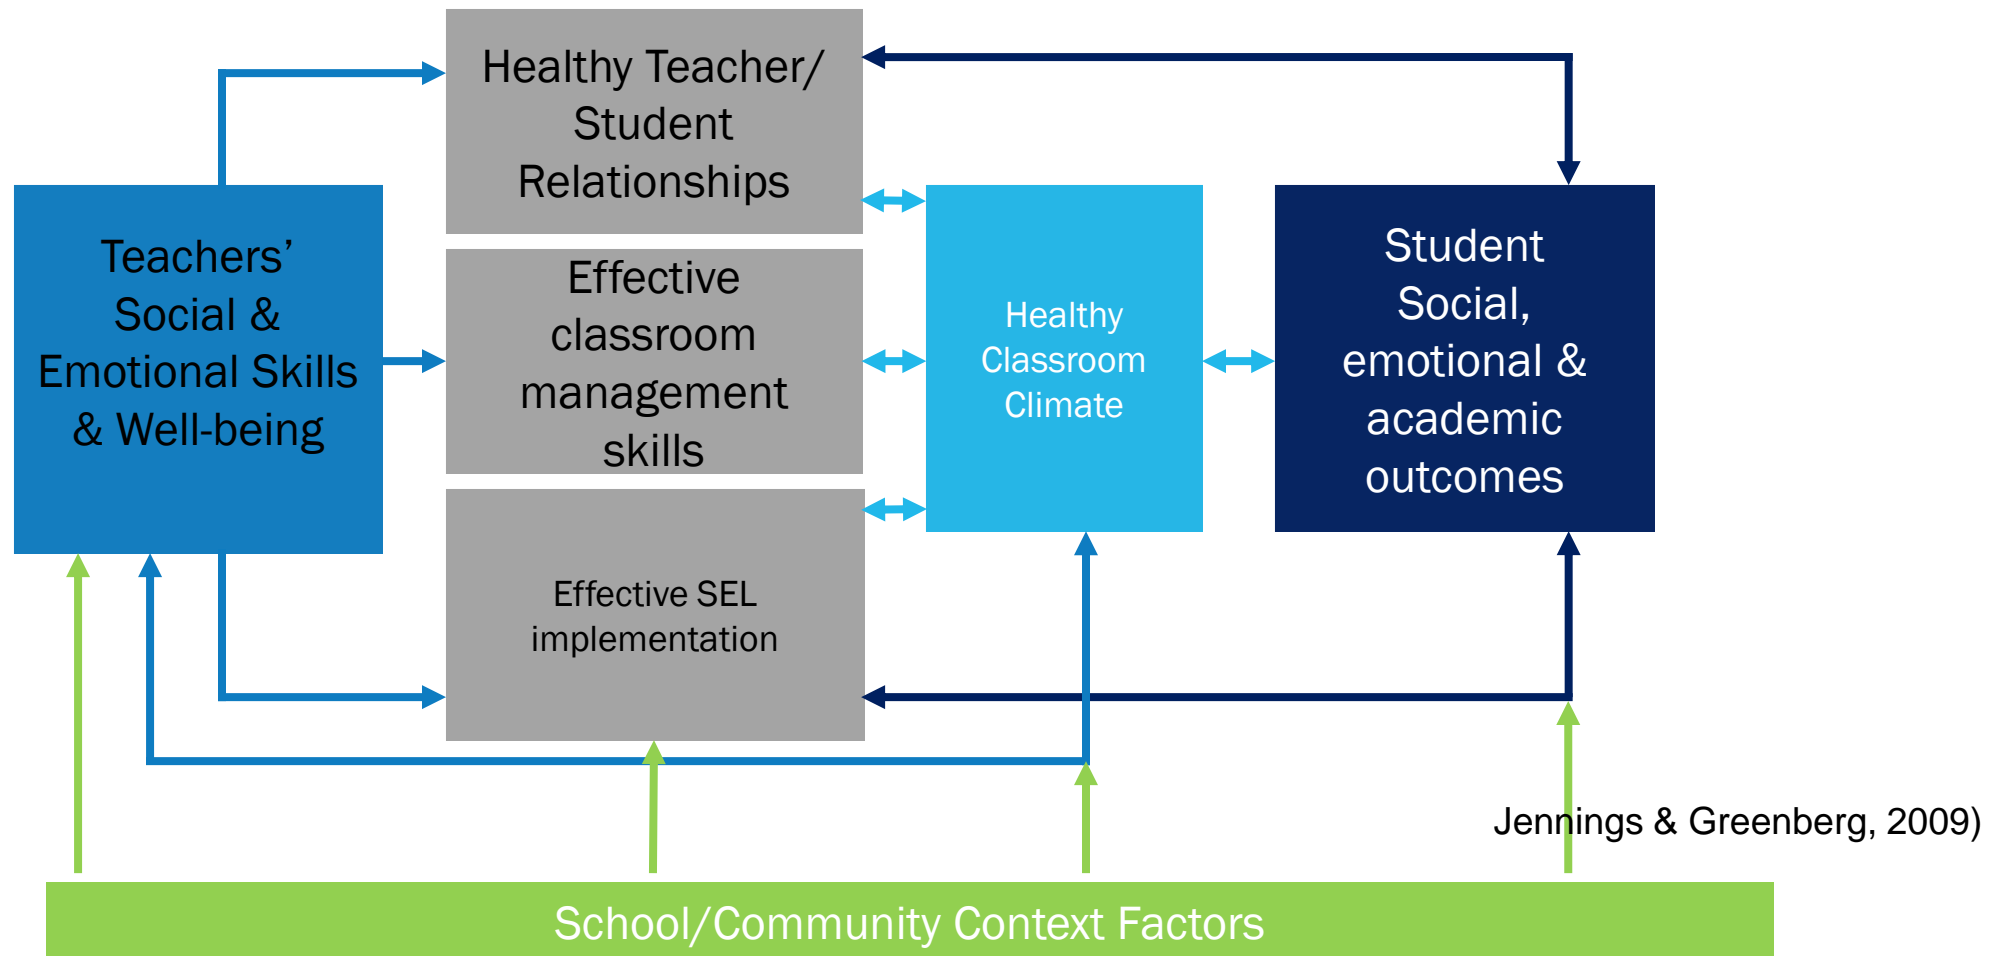 Healthy Teacher/
Student
Relationships
Teachers’
Social &
Emotional Skills
& Well-being
Effective
classroom
management
skills
Healthy
Classroom
Climate
Student
Social,
emotional &
academic
outcomes
Effective SEL
implementation
Jennings & Greenberg, 2009)
School/Community Context Factors